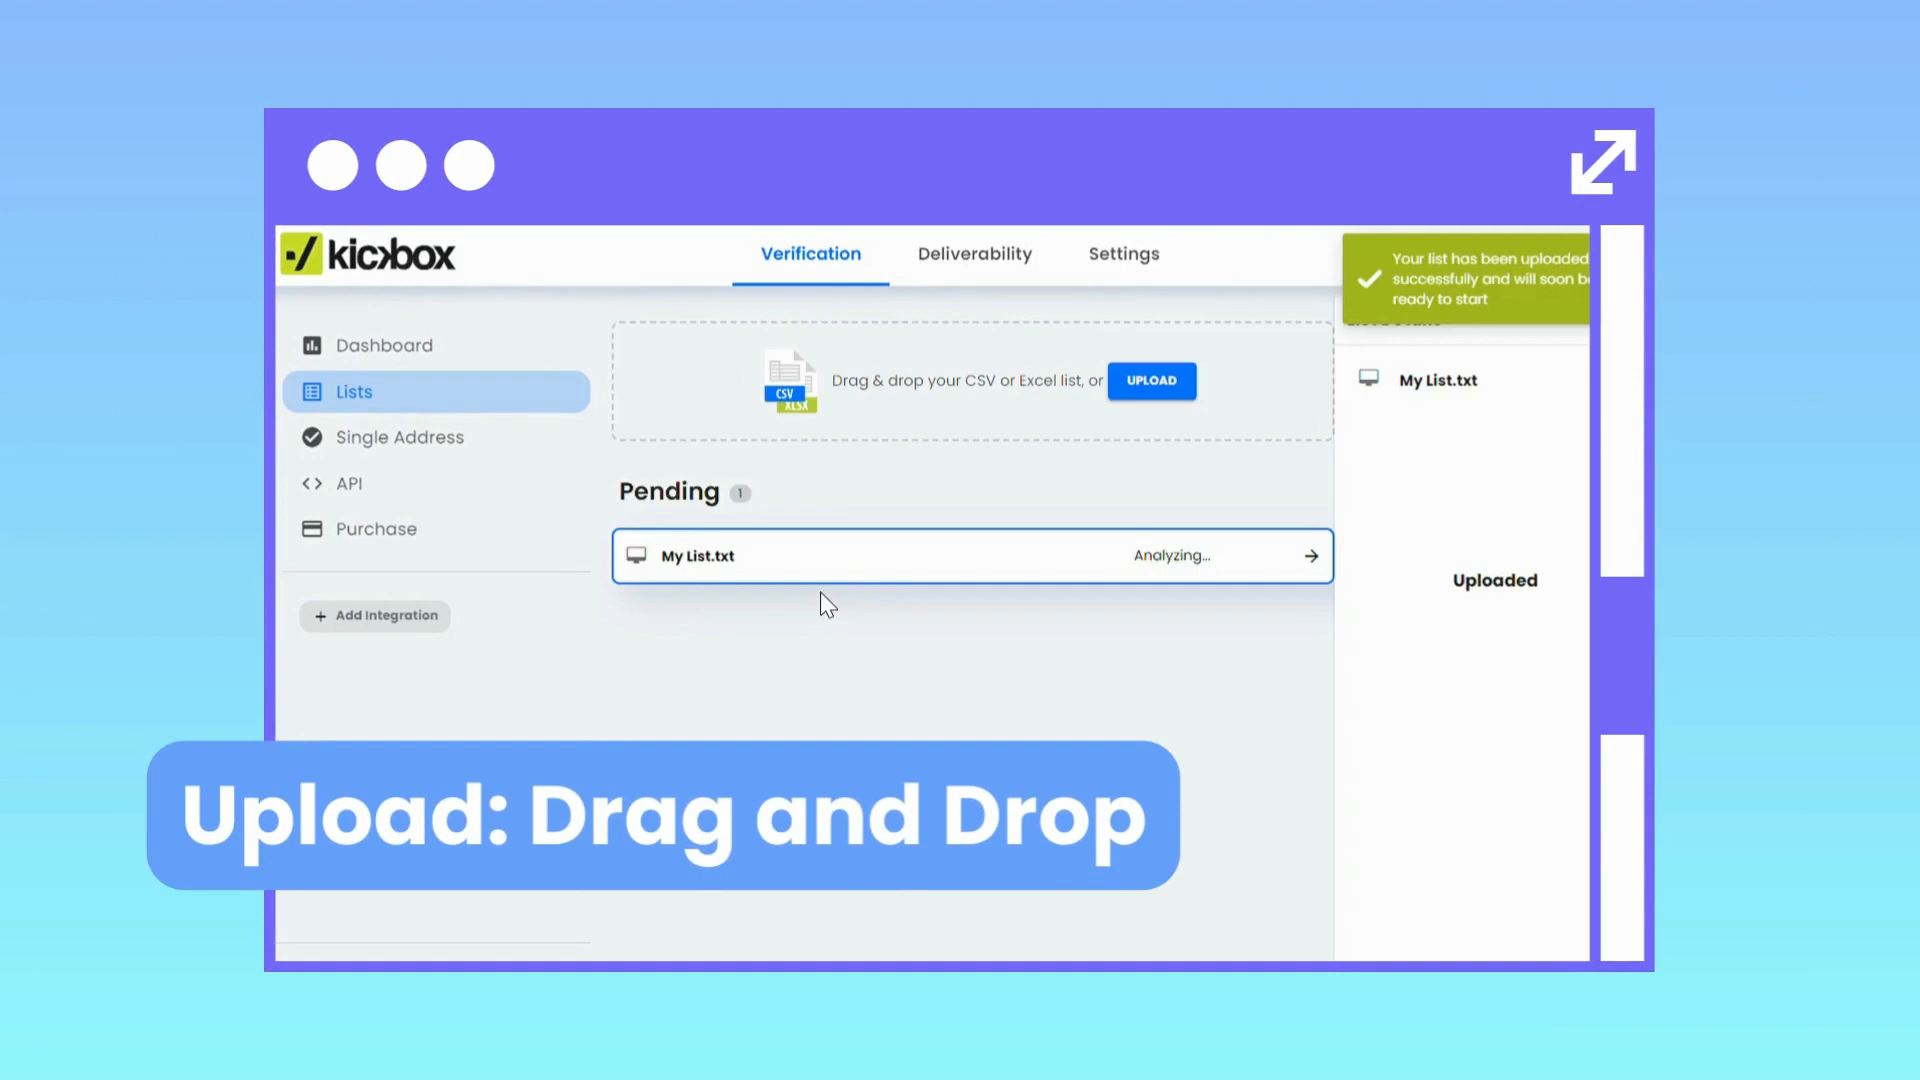 kickbox
Verification
Deliverability
Settings
Your list has been uploaded
successfully and will soon be
ready to start
Dashboard
Lists
Single Address
API
Purchase
+ Add Integration
CSV
XLSX
Drag & drop your CSV or Excel list, or
UPLOAD
Pending 1
My List.txt
Analyzing...
My List.txt
Uploaded
Upload: Drag and Drop